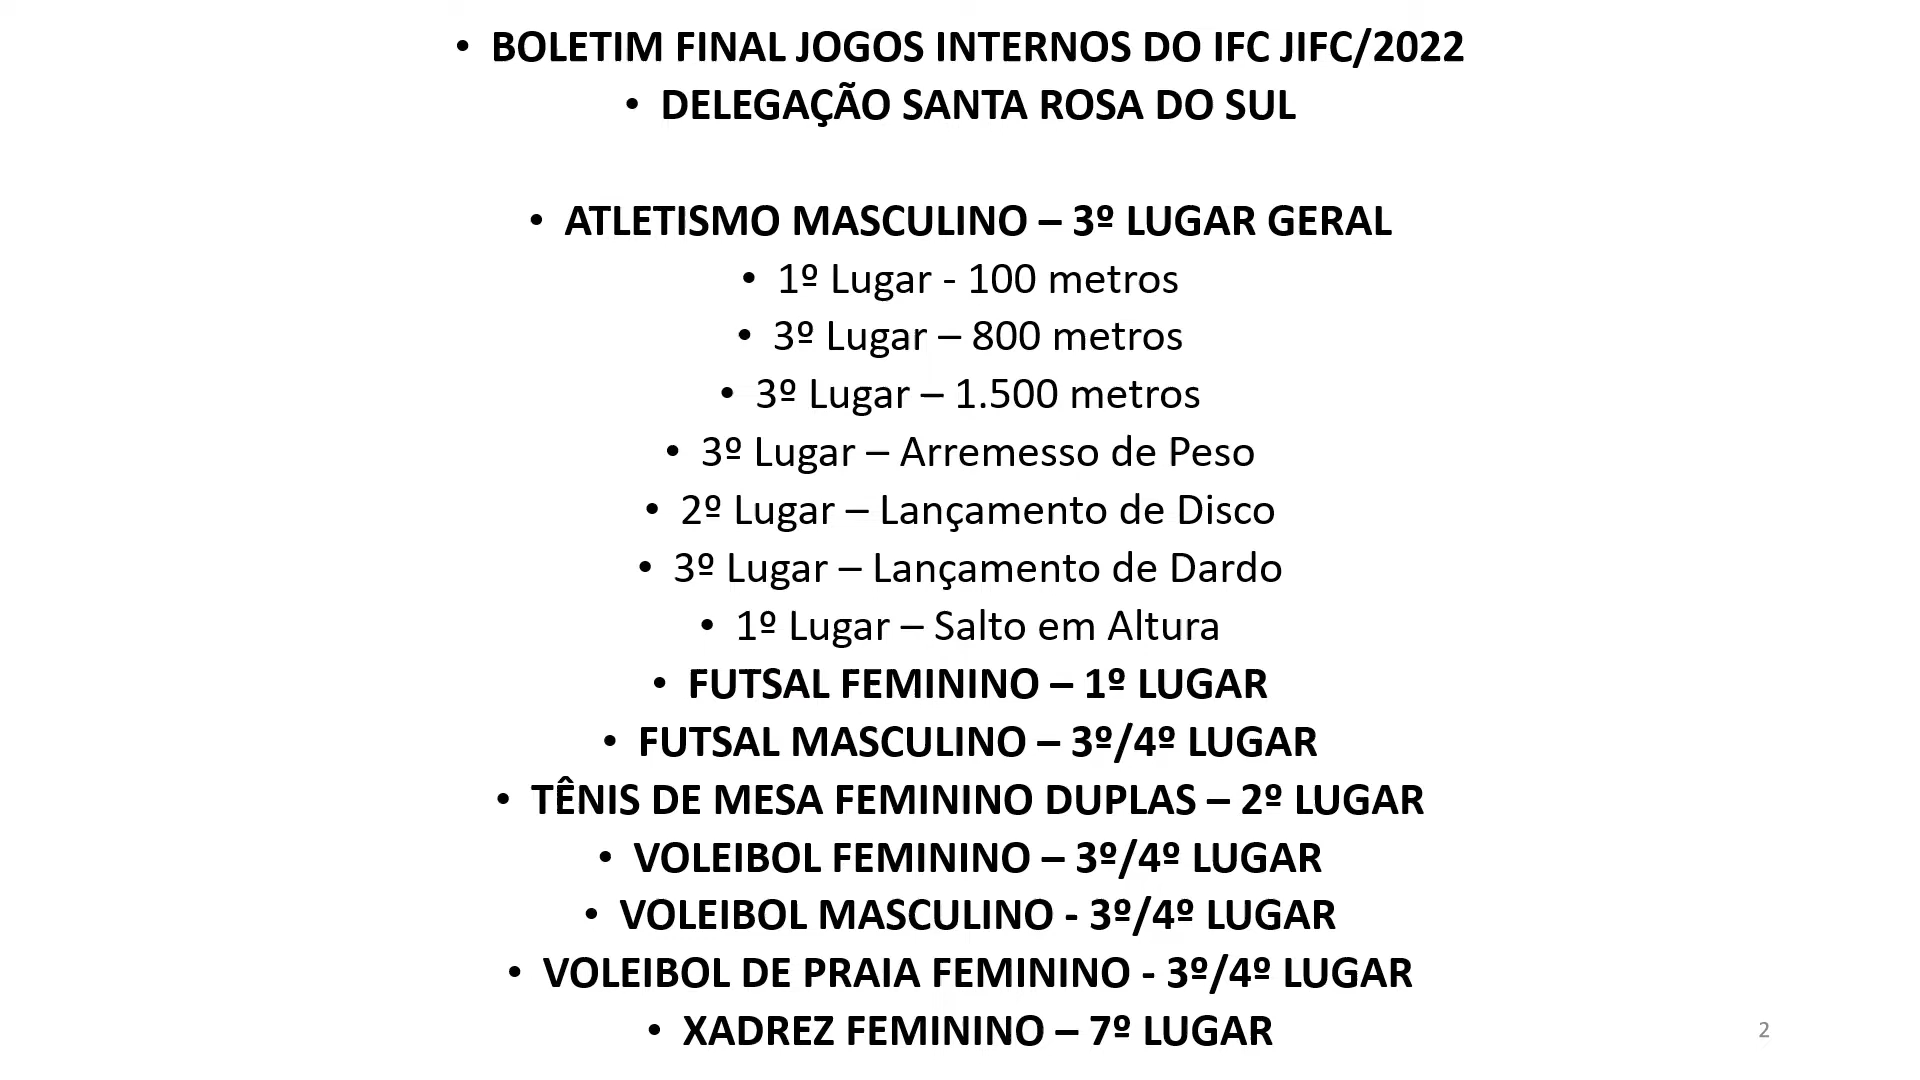 • BOLETIM FINAL JOGOS INTERNOS DO IFC JIFC/2022
• DELEGAÇÃO SANTA ROSA DO SUL
• ATLETISMO MASCULINO – 3º LUGAR GERAL
• 1º Lugar - 100 metros
• 3º Lugar – 800 metros
• 3º Lugar – 1.500 metros
• 3º Lugar – Arremesso de Peso
• 2º Lugar – Lançamento de Disco
• 3º Lugar – Lançamento de Dardo
• 1º Lugar – Salto em Altura
• FUTSAL FEMININO – 1º LUGAR
• FUTSAL MASCULINO – 3º/4º LUGAR
• TÊNIS DE MESA FEMININO DUPLAS – 2º LUGAR
• VOLEIBOL FEMININO – 3º/4º LUGAR
• VOLEIBOL MASCULINO - 3º/4º LUGAR
• VOLEIBOL DE PRAIA FEMININO - 3º/4º LUGAR
• XADREZ FEMININO – 7º LUGAR
2